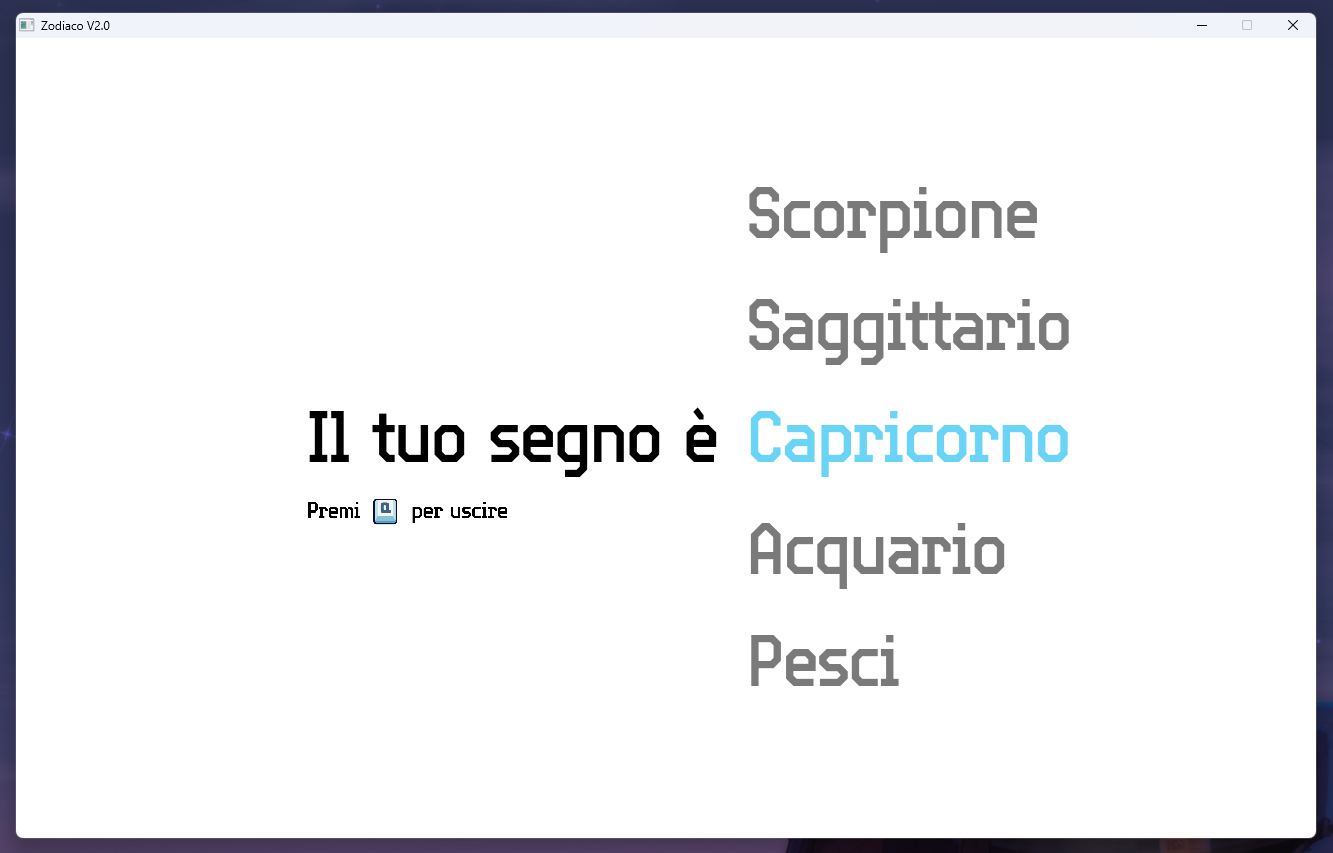 Zodiaco V2.0
Scorpione
Saggittario
Il tuo segno è Capricorno
Premi Q per uscire
Acquario
Pesci